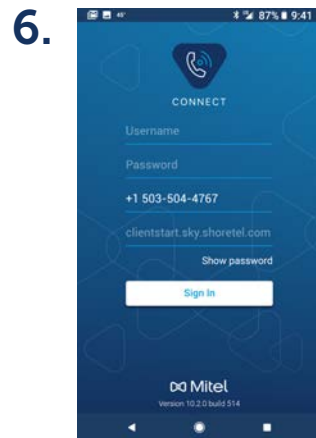 6.
45° 87% 9:41
CONNECT
Username
Password
+1 503-504-4767
clientstart.sky.shoretel.com
Show password
Sign In
Mitel
Version 10.2.0 build 514